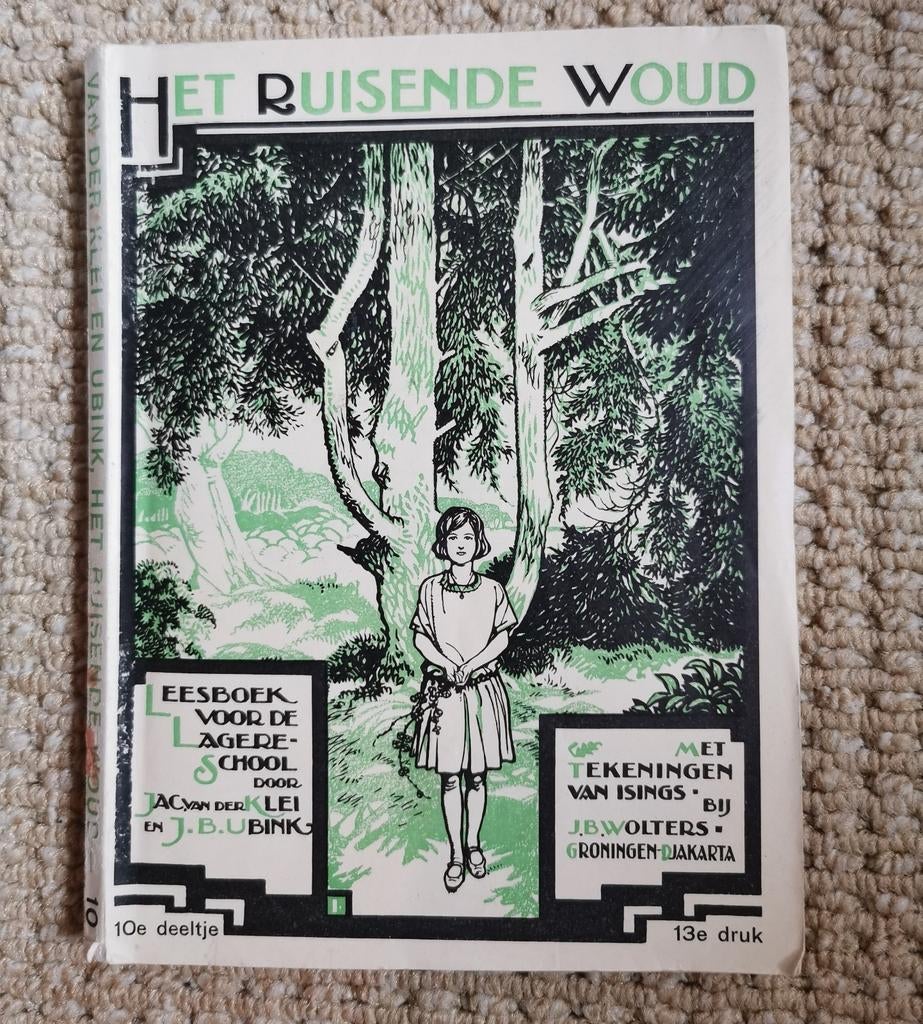 HET RUISENDE WOUD
LEESBOEK
VOOR DE
LAGERE-
SCHOOL
DOOR
JAC. VAN DER KLEI
EN J. B. UBINK
MET
TEKENINGEN
VAN ISINGS · BIJ
J.B. WOLTERS ·
GRONINGEN-DJAKARTA
I.
10e deeltje
13e druk
VAN DER KLEI EN UBINK, HET RUISENDE WOUD 10